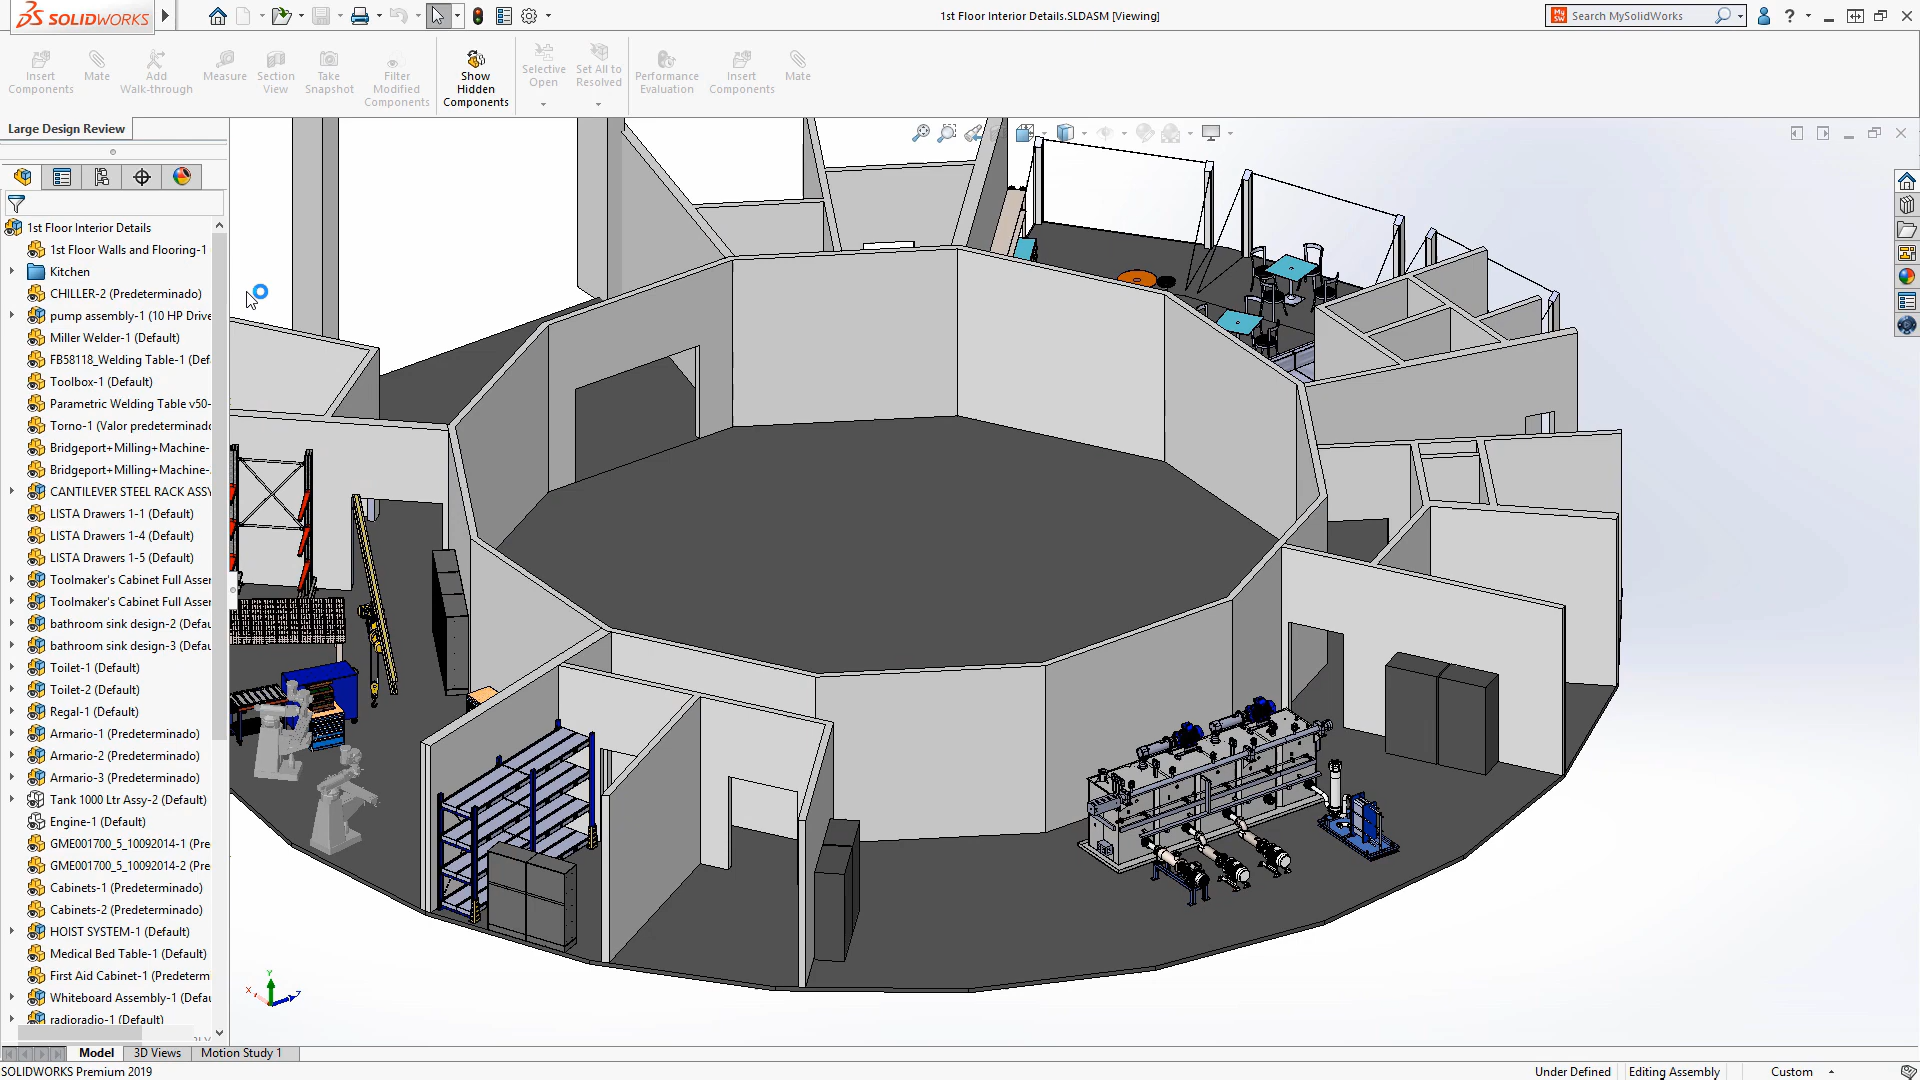 SOLIDWORKS
1st Floor Interior Details.SLDASM [Viewing]
Search MySolidWorks
Insert Components
Mate
Add Walk-through
Measure
Section View
Take Snapshot
Filter Modified Components
Show Hidden Components
Selective Open
Set All to Resolved
Performance Evaluation
Insert Components
Mate
Large Design Review
1st Floor Interior Details
1st Floor Walls and Flooring-1
Kitchen
CHILLER-2 (Predeterminado)
pump assembly-1 (10 HP Drive
Miller Welder-1 (Default)
FB58118_Welding Table-1 (Def
Toolbox-1 (Default)
Parametric Welding Table v50-
Torno-1 (Valor predeterminado
Bridgeport+Milling+Machine-
Bridgeport+Milling+Machine-
CANTILEVER STEEL RACK ASSY
LISTA Drawers 1-1 (Default)
LISTA Drawers 1-4 (Default)
LISTA Drawers 1-5 (Default)
Toolmaker's Cabinet Full Asser
Toolmaker's Cabinet Full Asser
bathroom sink design-2 (Defau
bathroom sink design-3 (Defau
Toilet-1 (Default)
Toilet-2 (Default)
Regal-1 (Default)
Armario-1 (Predeterminado)
Armario-2 (Predeterminado)
Armario-3 (Predeterminado)
Tank 1000 Ltr Assy-2 (Default)
Engine-1 (Default)
GME001700_5_10092014-1 (Pre
GME001700_5_10092014-2 (Pre
Cabinets-1 (Predeterminado)
Cabinets-2 (Predeterminado)
HOIST SYSTEM-1 (Default)
Medical Bed Table-1 (Default)
First Aid Cabinet-1 (Predeterm
Whiteboard Assembly-1 (Defau
radioradio-1 (Default)
Y
X
Z
Model
3D Views
Motion Study 1
SOLIDWORKS Premium 2019
Under Defined
Editing Assembly
Custom